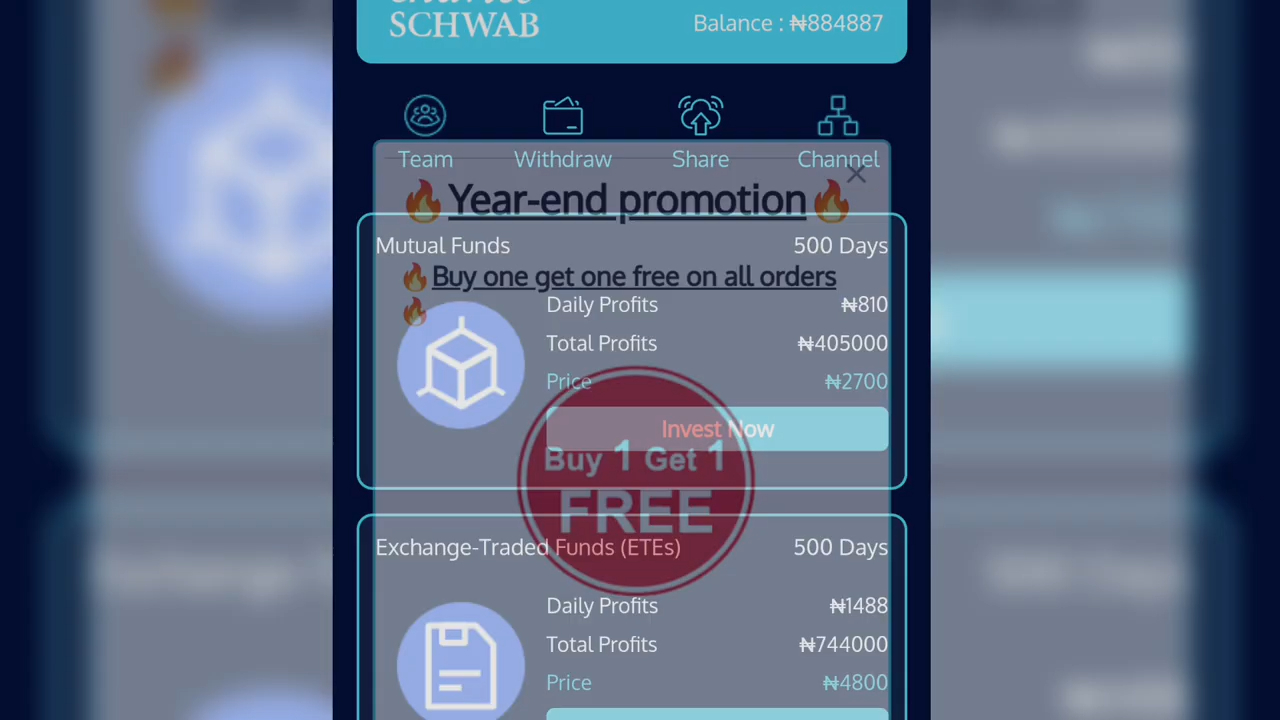 SCHWAB
Balance : ₦884887
Team Withdraw Share Channel
🔥Year-end promotion🔥
Mutual Funds 500 Days
🔥Buy one get one free on all orders
🔥
Daily Profits ₦810
Total Profits ₦405000
Price ₦2700
Invest Now
Buy 1 Get 1
FREE
Exchange-Traded Funds (ETEs) 500 Days
Daily Profits ₦1488
Total Profits ₦744000
Price ₦4800